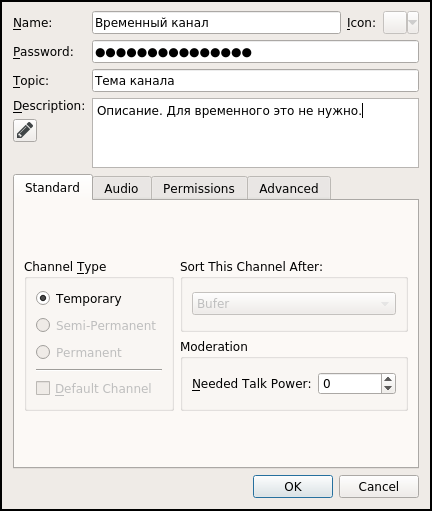 Name: Временный канал Icon:
Password: ●●●●●●●●●●●●●●●
Topic: Тема канала
Description: Описание. Для временного это не нужно.
Standard Audio Permissions Advanced
Channel Type Sort This Channel After:
Temporary Bufer
Semi-Permanent
Permanent Moderation
Default Channel Needed Talk Power: 0
OK Cancel